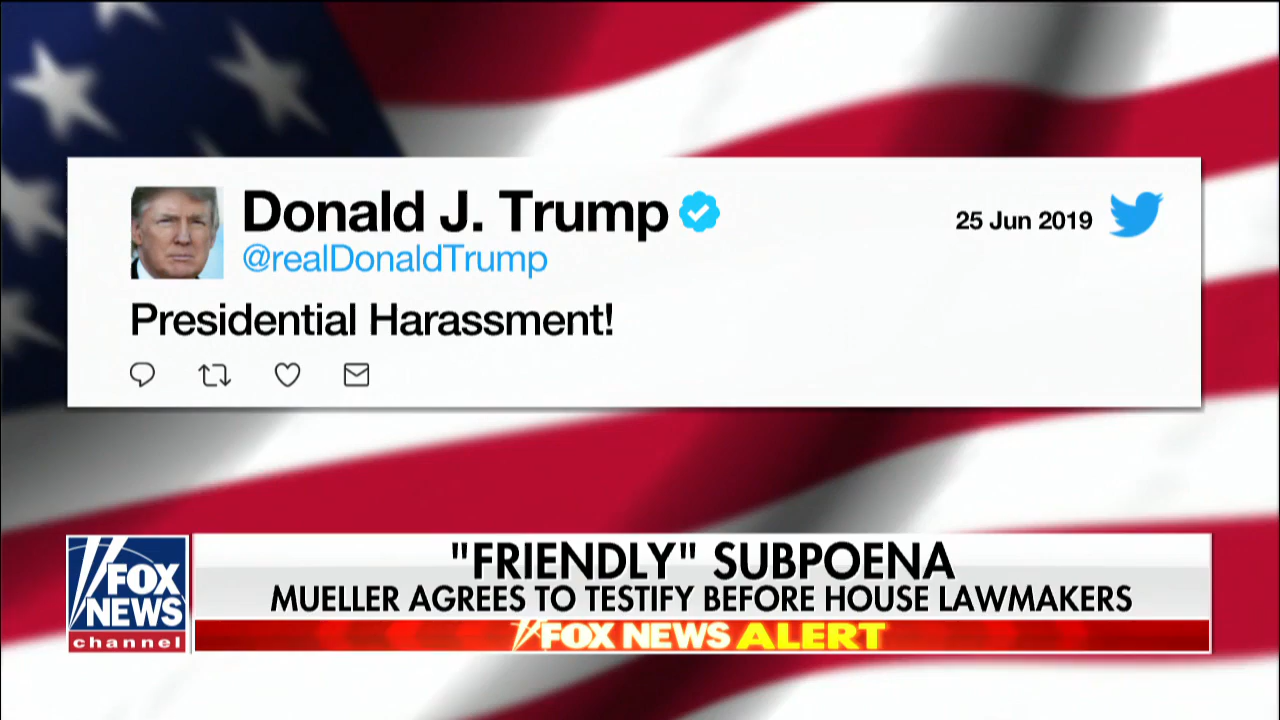 Donald J. Trump
@realDonaldTrump
25 Jun 2019
Presidential Harassment!
"FRIENDLY" SUBPOENA
MUELLER AGREES TO TESTIFY BEFORE HOUSE LAWMAKERS
FOX NEWS ALERT
FOX
NEWS
channel